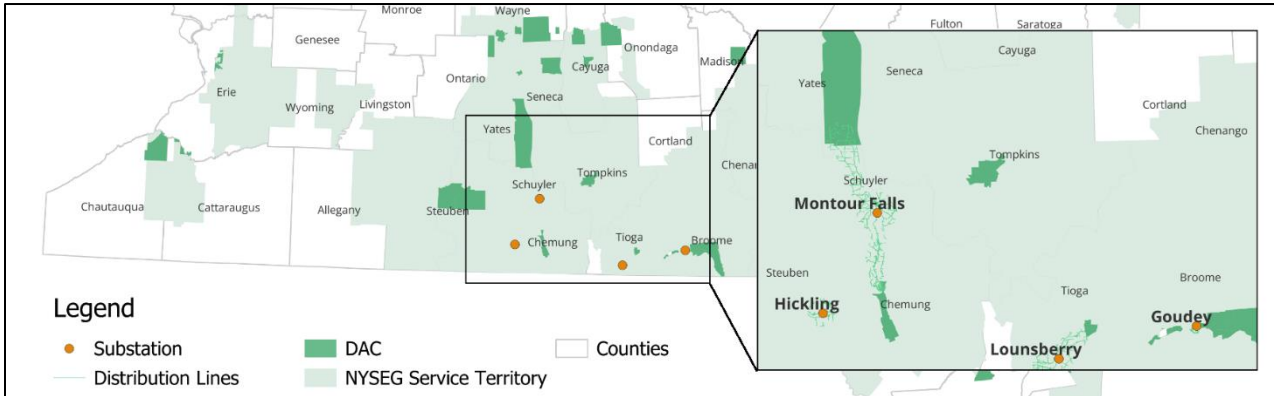 Monroe
Wayne
Genesee
Onondaga
Madison
Ontario
Cayuga
Erie
Wyoming
Livingston
Seneca
Yates
Cortland
Chenan
Schuyler
Tompkins
Steuben
Chautauqua
Cattaraugus
Allegany
Chemung
Tioga
Broome
Fulton
Saratoga
Cayuga
Seneca
Yates
Cortland
Chenango
Tompkins
Schuyler
Montour Falls
Steuben
Broome
Tioga
Hickling
Chemung
Goudey
Lounsberry
Legend
Substation
DAC
Counties
Distribution Lines
NYSEG Service Territory